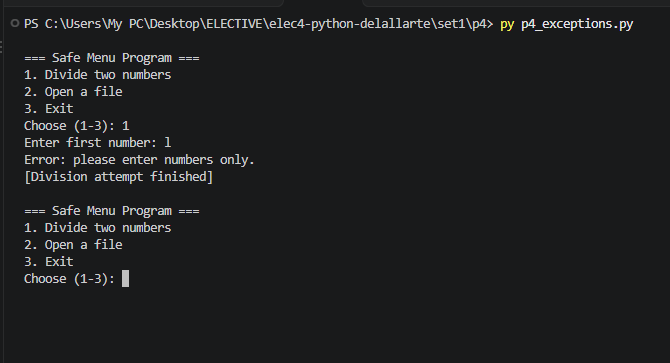 PS C:\Users\My PC\Desktop\ELECTIVE\elec4-python-delallarte\set1\p4> py p4_exceptions.py
=== Safe Menu Program ===
1. Divide two numbers
2. Open a file
3. Exit
Choose (1-3): 1
Enter first number: l
Error: please enter numbers only.
[Division attempt finished]
=== Safe Menu Program ===
1. Divide two numbers
2. Open a file
3. Exit
Choose (1-3):